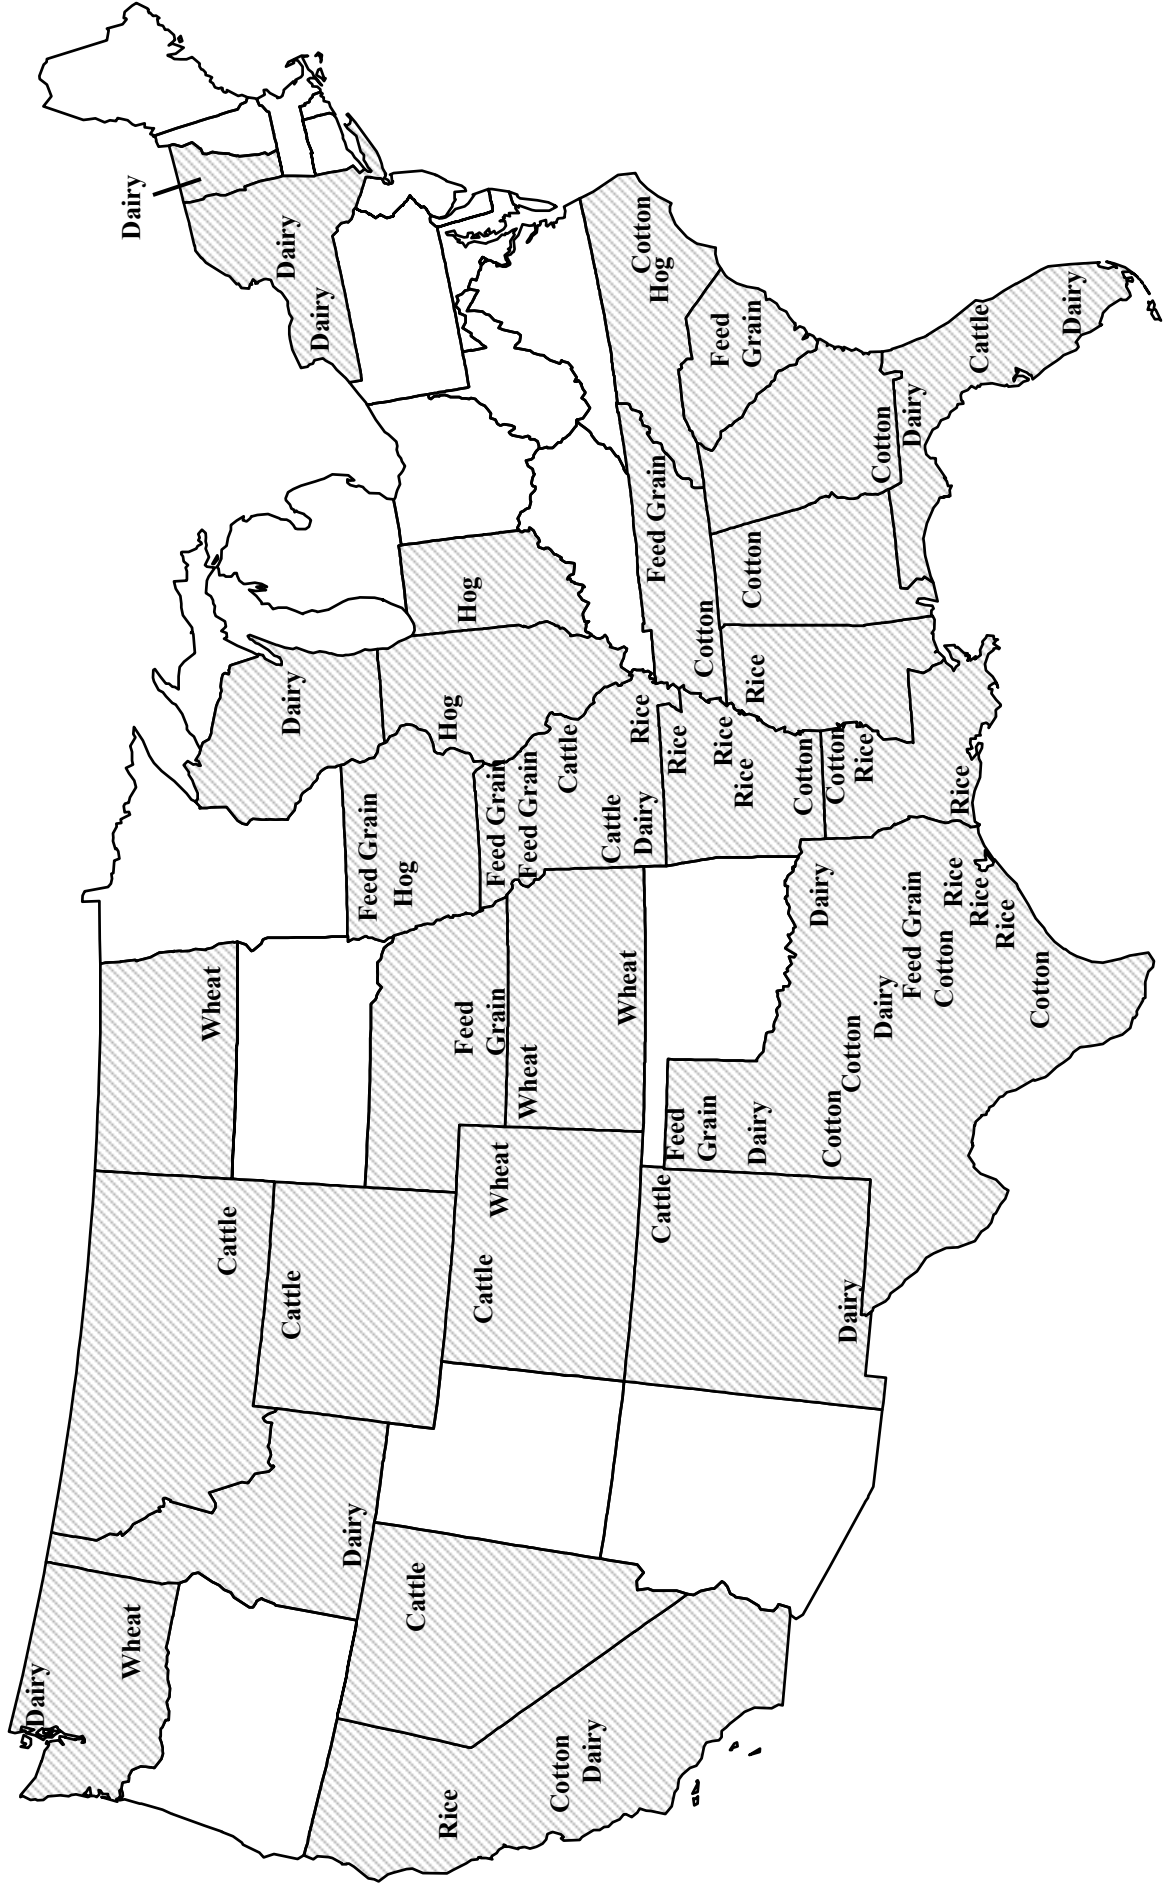 Dairy
Wheat
Dairy
Rice
Cotton
Dairy
Cattle
Cattle
Cattle
Cattle
Wheat
Cattle
Dairy
Wheat
Feed
Grain
Wheat
Wheat
Feed Grain
Hog
Dairy
Hog
Hog
Feed Grain
Feed Grain
Cattle
Cattle
Dairy
Rice
Rice
Rice
Rice
Cotton
Cotton
Rice
Rice
Feed
Grain
Dairy
Cotton
Cotton
Dairy
Feed Grain
Cotton
Dairy
Rice
Rice
Rice
Cotton
Rice
Cotton
Feed Grain
Cotton
Cotton
Dairy
Cattle
Dairy
Feed
Grain
Cotton
Hog
Dairy
Dairy
Dairy